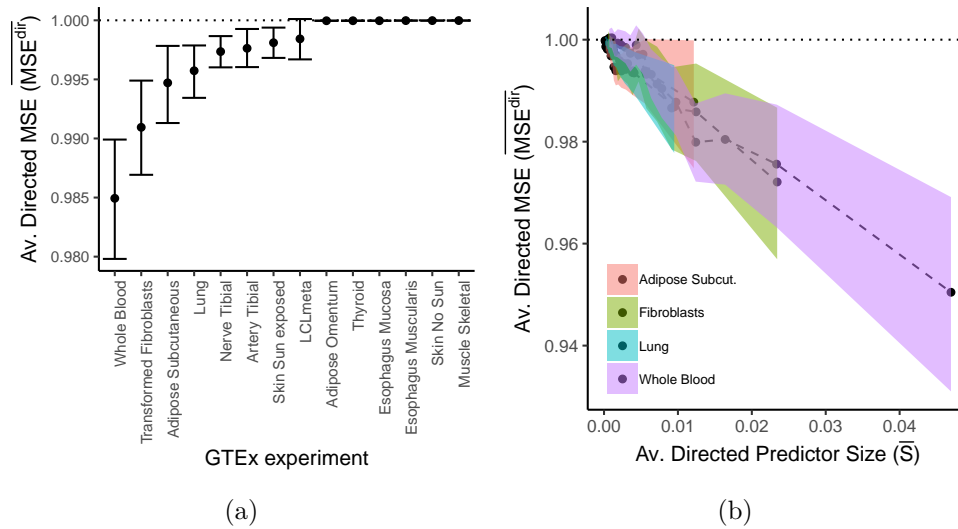 Av. Directed MSE (MSE^dir)
1.000
0.995
0.990
0.985
0.980
Whole Blood
Transformed Fibroblasts
Adipose Subcutaneous
Lung
Nerve Tibial
Artery Tibial
Skin Sun exposed
LCLmeta
Adipose Omentum
Thyroid
Esophagus Mucosa
Esophagus Muscularis
Skin No Sun
Muscle Skeletal
GTEx experiment
(a)
Av. Directed MSE (MSE^dir)
1.00
0.98
0.96
0.94
Adipose Subcut.
Fibroblasts
Lung
Whole Blood
0.00 0.01 0.02 0.03 0.04
Av. Directed Predictor Size (S̅)
(b)